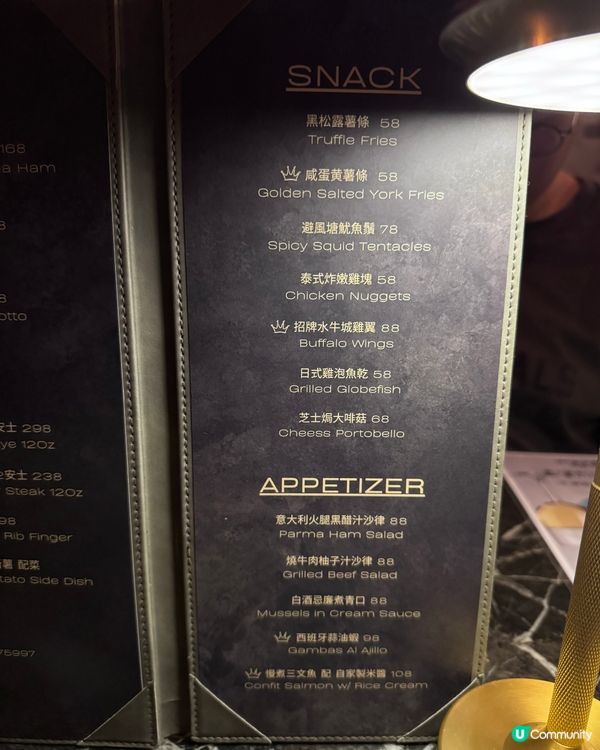 168
Ham
otto
安士 298
ye 12oz
安士 238
Steak 12oz
98
Rib Finger
薯 配菜
tato Side Dish
75997
SNACK
黑松露薯條 58
Truffle Fries
咸蛋黄薯條 58
Golden Salted York Fries
避風塘魷魚鬚 78
Spicy Squid Tentacles
泰式炸嫩雞塊 58
Chicken Nuggets
招牌水牛城雞翼 88
Buffalo Wings
日式雞泡魚乾 58
Grilled Globefish
芝士焗大啡菇 68
Cheess Portobello
APPETIZER
意大利火腿黑醋汁沙律 88
Parma Ham Salad
燒牛肉柚子汁沙律 88
Grilled Beef Salad
白酒忌廉煮青口 88
Mussels in Cream Sauce
西班牙蒜油蝦 98
Gambas Al Ajillo
慢煮三文魚 配 自家製米醬 108
Confit Salmon w/ Rice Cream
U Community